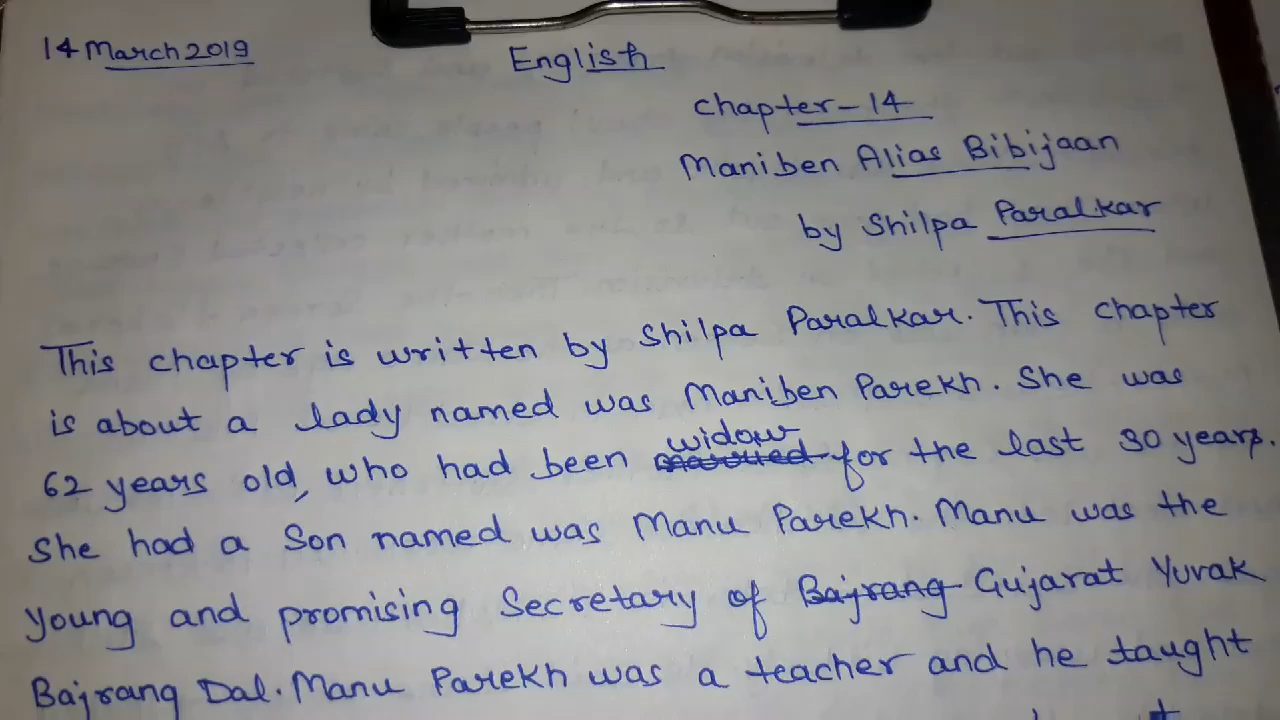 14 March 2019
English
Chapter-14
Maniben Alias Bibijaan
by Shilpa Paralkar
This chapter is written by Shilpa Paralkar. This chapter
is about a lady named was Maniben Parekh. She was
widow
62 years old, who had been married for the last 30 years.
She had a Son named was Manu Parekh. Manu was the
young and promising Secretary of Bajrang Gujarat Yuvak
Bajrang Dal. Manu Parekh was a teacher and he taught